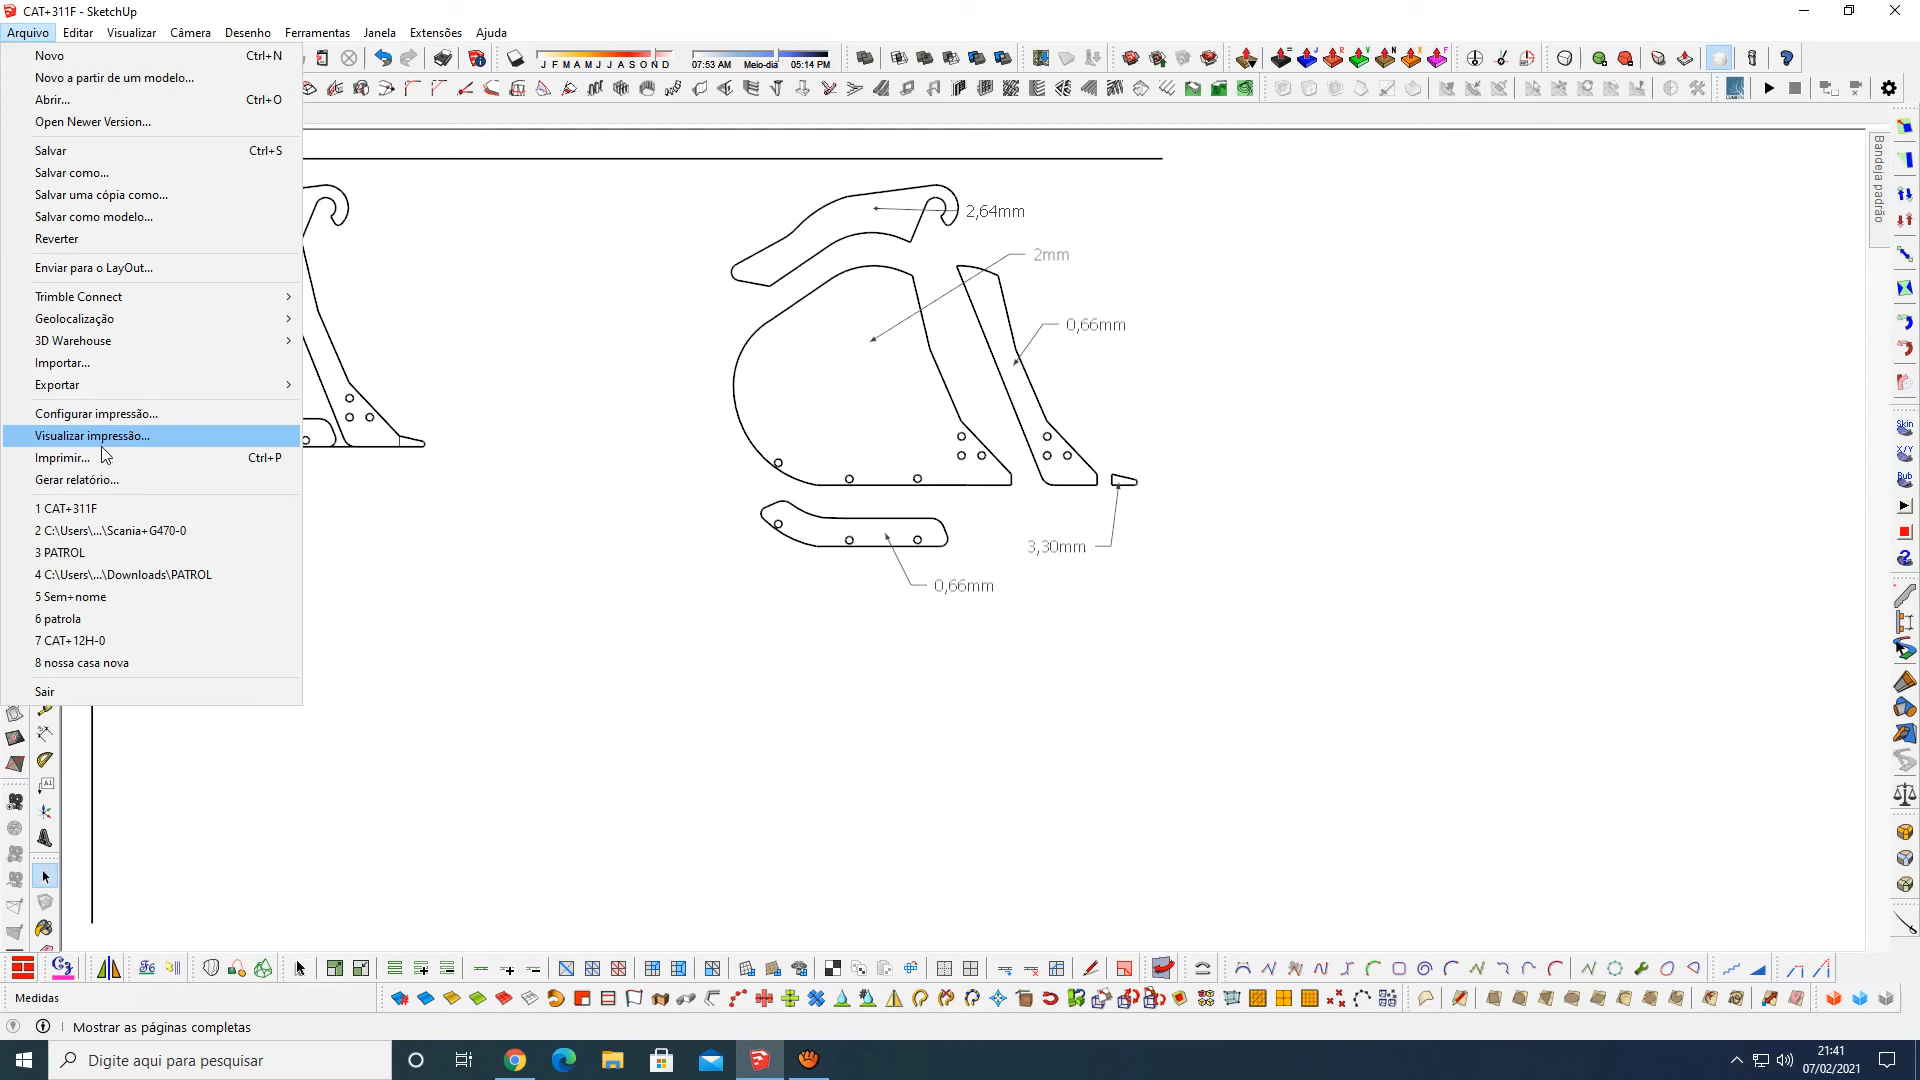 CAT+311F - SketchUp
Arquivo Editar Visualizar Câmera Desenho Ferramentas Janela Extensões Ajuda
Novo Ctrl+N
Novo a partir de um modelo...
Abrir... Ctrl+O
Open Newer Version...
Salvar Ctrl+S
Salvar como...
Salvar uma cópia como...
Salvar como modelo...
Reverter
Enviar para o LayOut...
Trimble Connect
Geolocalização
3D Warehouse
Importar...
Exportar
Configurar impressão...
Visualizar impressão...
Imprimir... Ctrl+P
Gerar relatório...
1 CAT+311F
2 C:\Users\...\Scania+G470-0
3 PATROL
4 C:\Users\...\Downloads\PATROL
5 Sem+nome
6 patrola
7 CAT+12H-0
8 nossa casa nova
Sair
J F M A M J J A S O N D
07:53 AM Meio-dia 05:14 PM
2,64mm
2mm
0,66mm
3,30mm
0,66mm
Bandeja padrão
Skin
X/Y
Bub
A1
Medidas
Mostrar as páginas completas
Digite aqui para pesquisar
21:41
07/02/2021